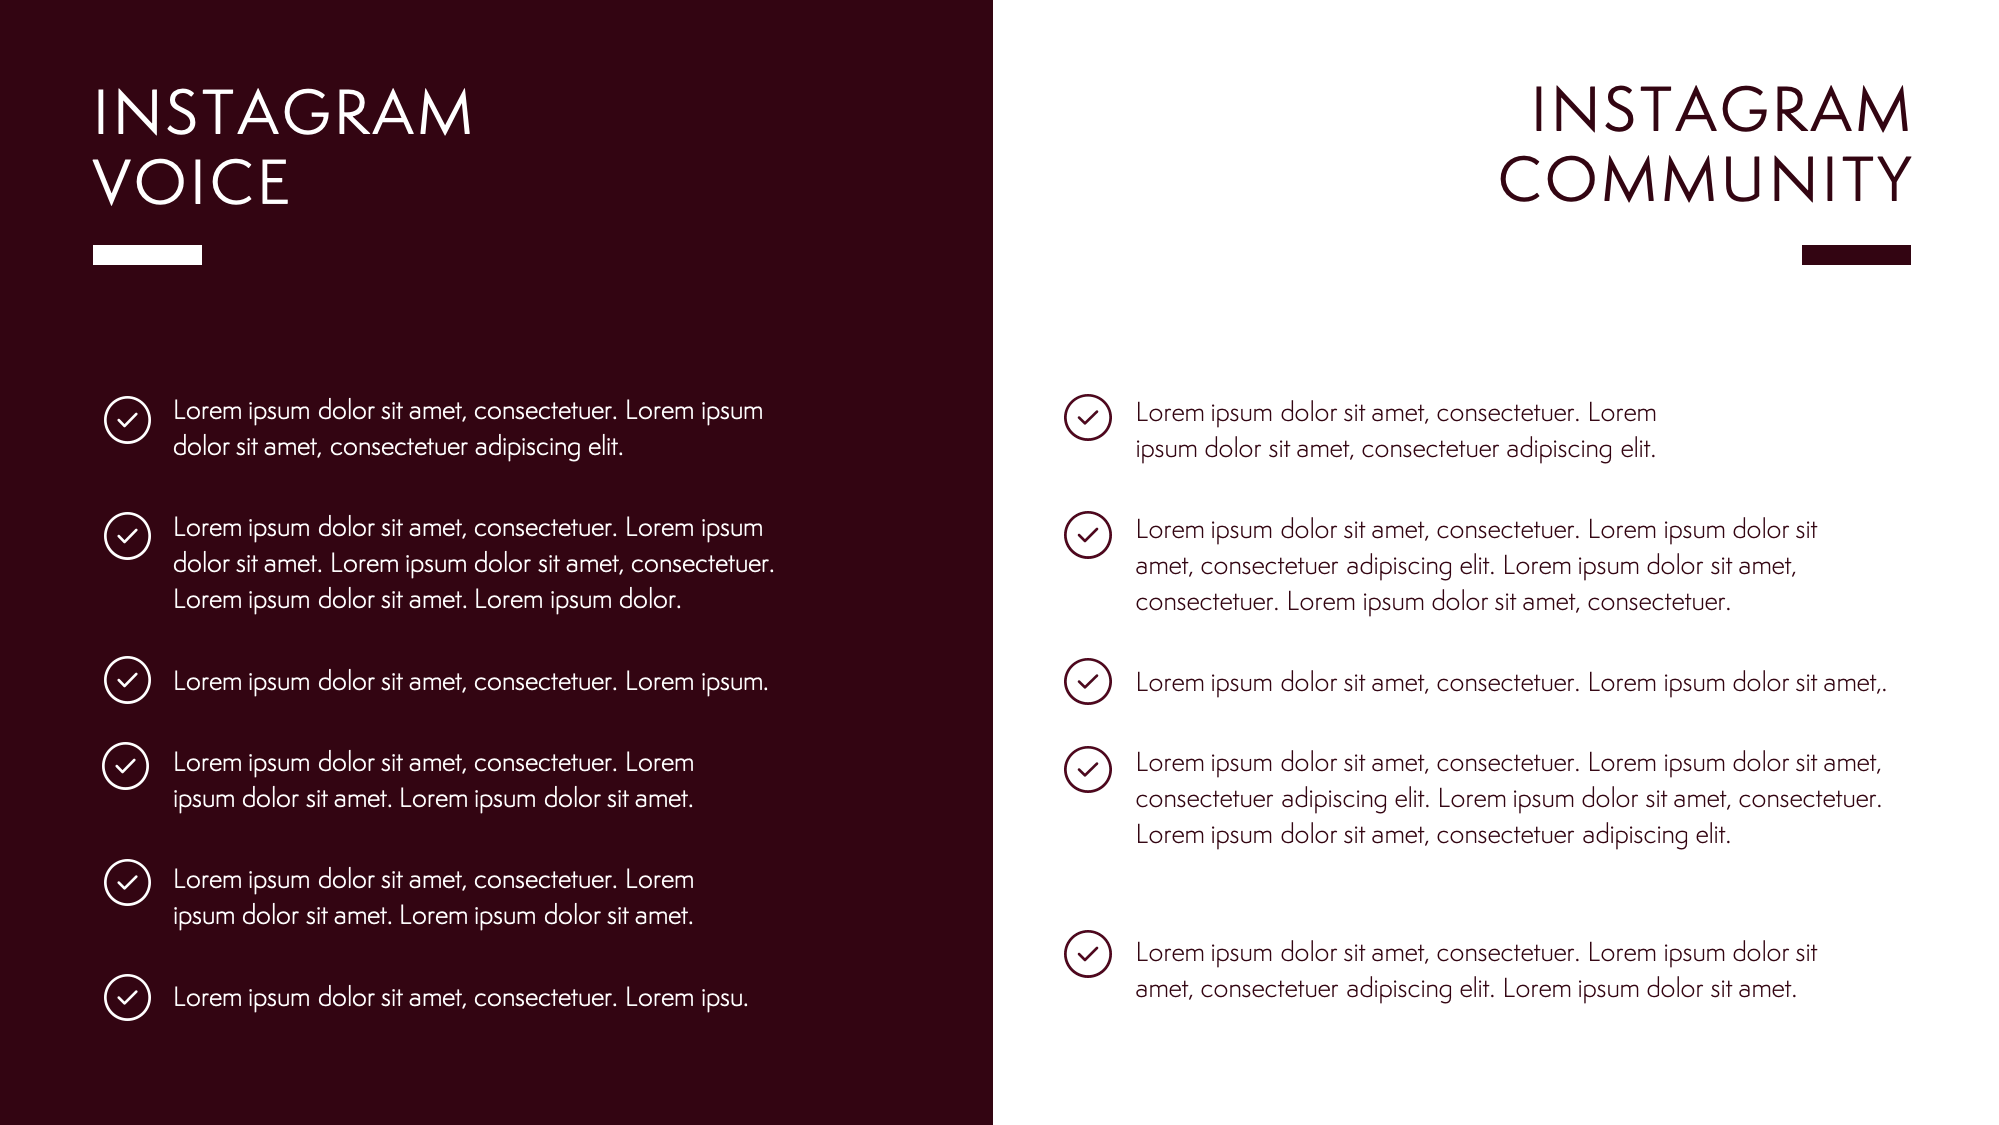 INSTAGRAM
VOICE
Lorem ipsum dolor sit amet, consectetuer. Lorem ipsum
dolor sit amet, consectetuer adipiscing elit.
Lorem ipsum dolor sit amet, consectetuer. Lorem ipsum
dolor sit amet. Lorem ipsum dolor sit amet, consectetuer.
Lorem ipsum dolor sit amet. Lorem ipsum dolor.
Lorem ipsum dolor sit amet, consectetuer. Lorem ipsum.
Lorem ipsum dolor sit amet, consectetuer. Lorem
ipsum dolor sit amet. Lorem ipsum dolor sit amet.
Lorem ipsum dolor sit amet, consectetuer. Lorem
ipsum dolor sit amet. Lorem ipsum dolor sit amet.
Lorem ipsum dolor sit amet, consectetuer. Lorem ipsu.
INSTAGRAM
COMMUNITY
Lorem ipsum dolor sit amet, consectetuer. Lorem
ipsum dolor sit amet, consectetuer adipiscing elit.
Lorem ipsum dolor sit amet, consectetuer. Lorem ipsum dolor sit
amet, consectetuer adipiscing elit. Lorem ipsum dolor sit amet,
consectetuer. Lorem ipsum dolor sit amet, consectetuer.
Lorem ipsum dolor sit amet, consectetuer. Lorem ipsum dolor sit amet,.
Lorem ipsum dolor sit amet, consectetuer. Lorem ipsum dolor sit amet,
consectetuer adipiscing elit. Lorem ipsum dolor sit amet, consectetuer.
Lorem ipsum dolor sit amet, consectetuer adipiscing elit.
Lorem ipsum dolor sit amet, consectetuer. Lorem ipsum dolor sit
amet, consectetuer adipiscing elit. Lorem ipsum dolor sit amet.